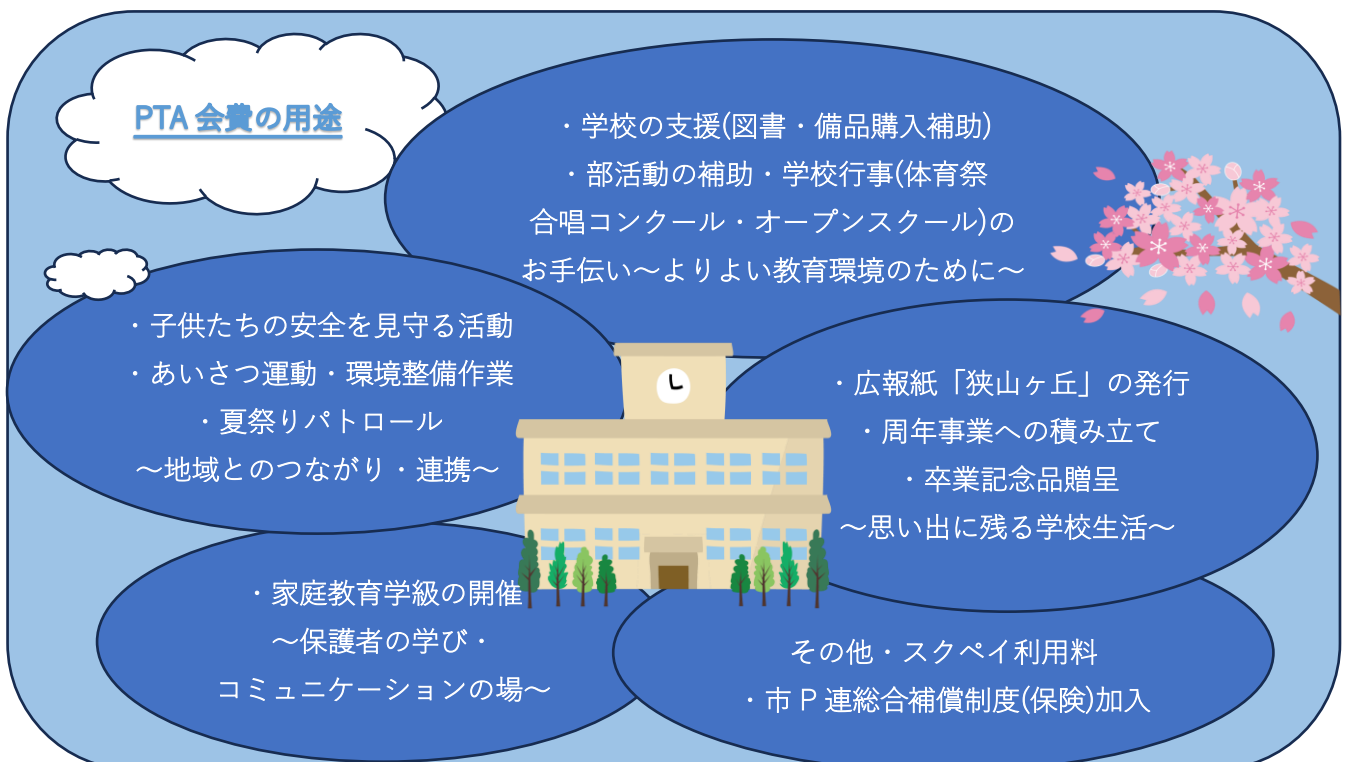 PTA 会費の用途
・学校の支援(図書・備品購入補助)
・部活動の補助・学校行事(体育祭
合唱コンクール・オープンスクール)の
お手伝い～よりよい教育環境のために～
・子供たちの安全を見守る活動
・あいさつ運動・環境整備作業
・夏祭りパトロール
～地域とのつながり・連携～
・広報紙「狭山ヶ丘」の発行
・周年事業への積み立て
・卒業記念品贈呈
～思い出に残る学校生活～
・家庭教育学級の開催
～保護者の学び・
コミュニケーションの場～
その他・スクペイ利用料
・市 P 連総合補償制度(保険)加入